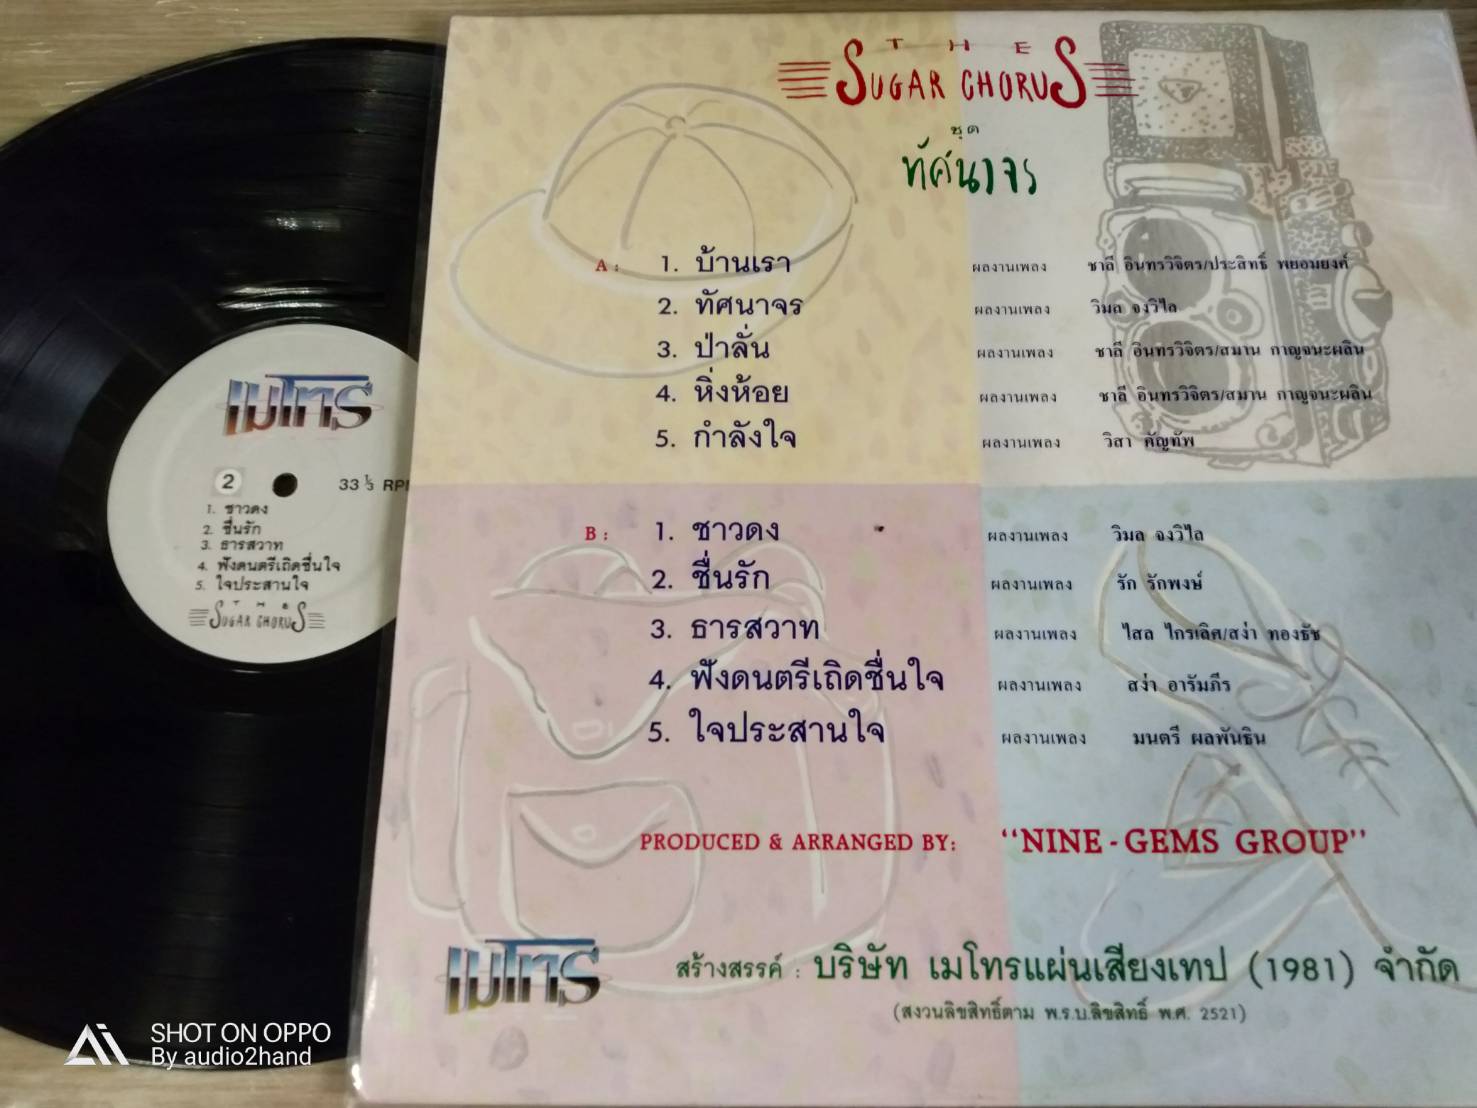 THE
SUGAR CHORUS
ชุด
ทัศนาจร
A : 1. บ้านเรา ผลงานเพลง ชาลี อินทรวิจิตร/ประสิทธิ์ พยอมยงค์
2. ทัศนาจร ผลงานเพลง วิมล จงวิไล
3. ป่าลั่น ผลงานเพลง ชาลี อินทรวิจิตร/สมาน กาญจนะผลิน
4. หิ่งห้อย ผลงานเพลง ชาลี อินทรวิจิตร/สมาน กาญจนะผลิน
5. กำลังใจ ผลงานเพลง วิสา คัญทัพ
B : 1. ชาวดง ผลงานเพลง วิมล จงวิไล
2. ชื่นรัก ผลงานเพลง รัก รักพงษ์
3. ธารสวาท ผลงานเพลง ไสล ไกรเลิศ/สง่า ทองธัช
4. ฟังดนตรีเถิดชื่นใจ ผลงานเพลง สง่า อารัมภีร
5. ใจประสานใจ ผลงานเพลง มนตรี ผลพันธิน
PRODUCED & ARRANGED BY: "NINE-GEMS GROUP"
เมโทร
สร้างสรรค์ : บริษัท เมโทรแผ่นเสียงเทป (1981) จำกัด
(สงวนลิขสิทธิ์ตาม พ.ร.บ.ลิขสิทธิ์ พ.ศ. 2521)
เมโทร
2
33 1/3 RPM
1. ชาวดง
2. ชื่นรัก
3. ธารสวาท
4. ฟังดนตรีเถิดชื่นใจ
5. ใจประสานใจ
THE
SUGAR CHORUS
SHOT ON OPPO
By audio2hand